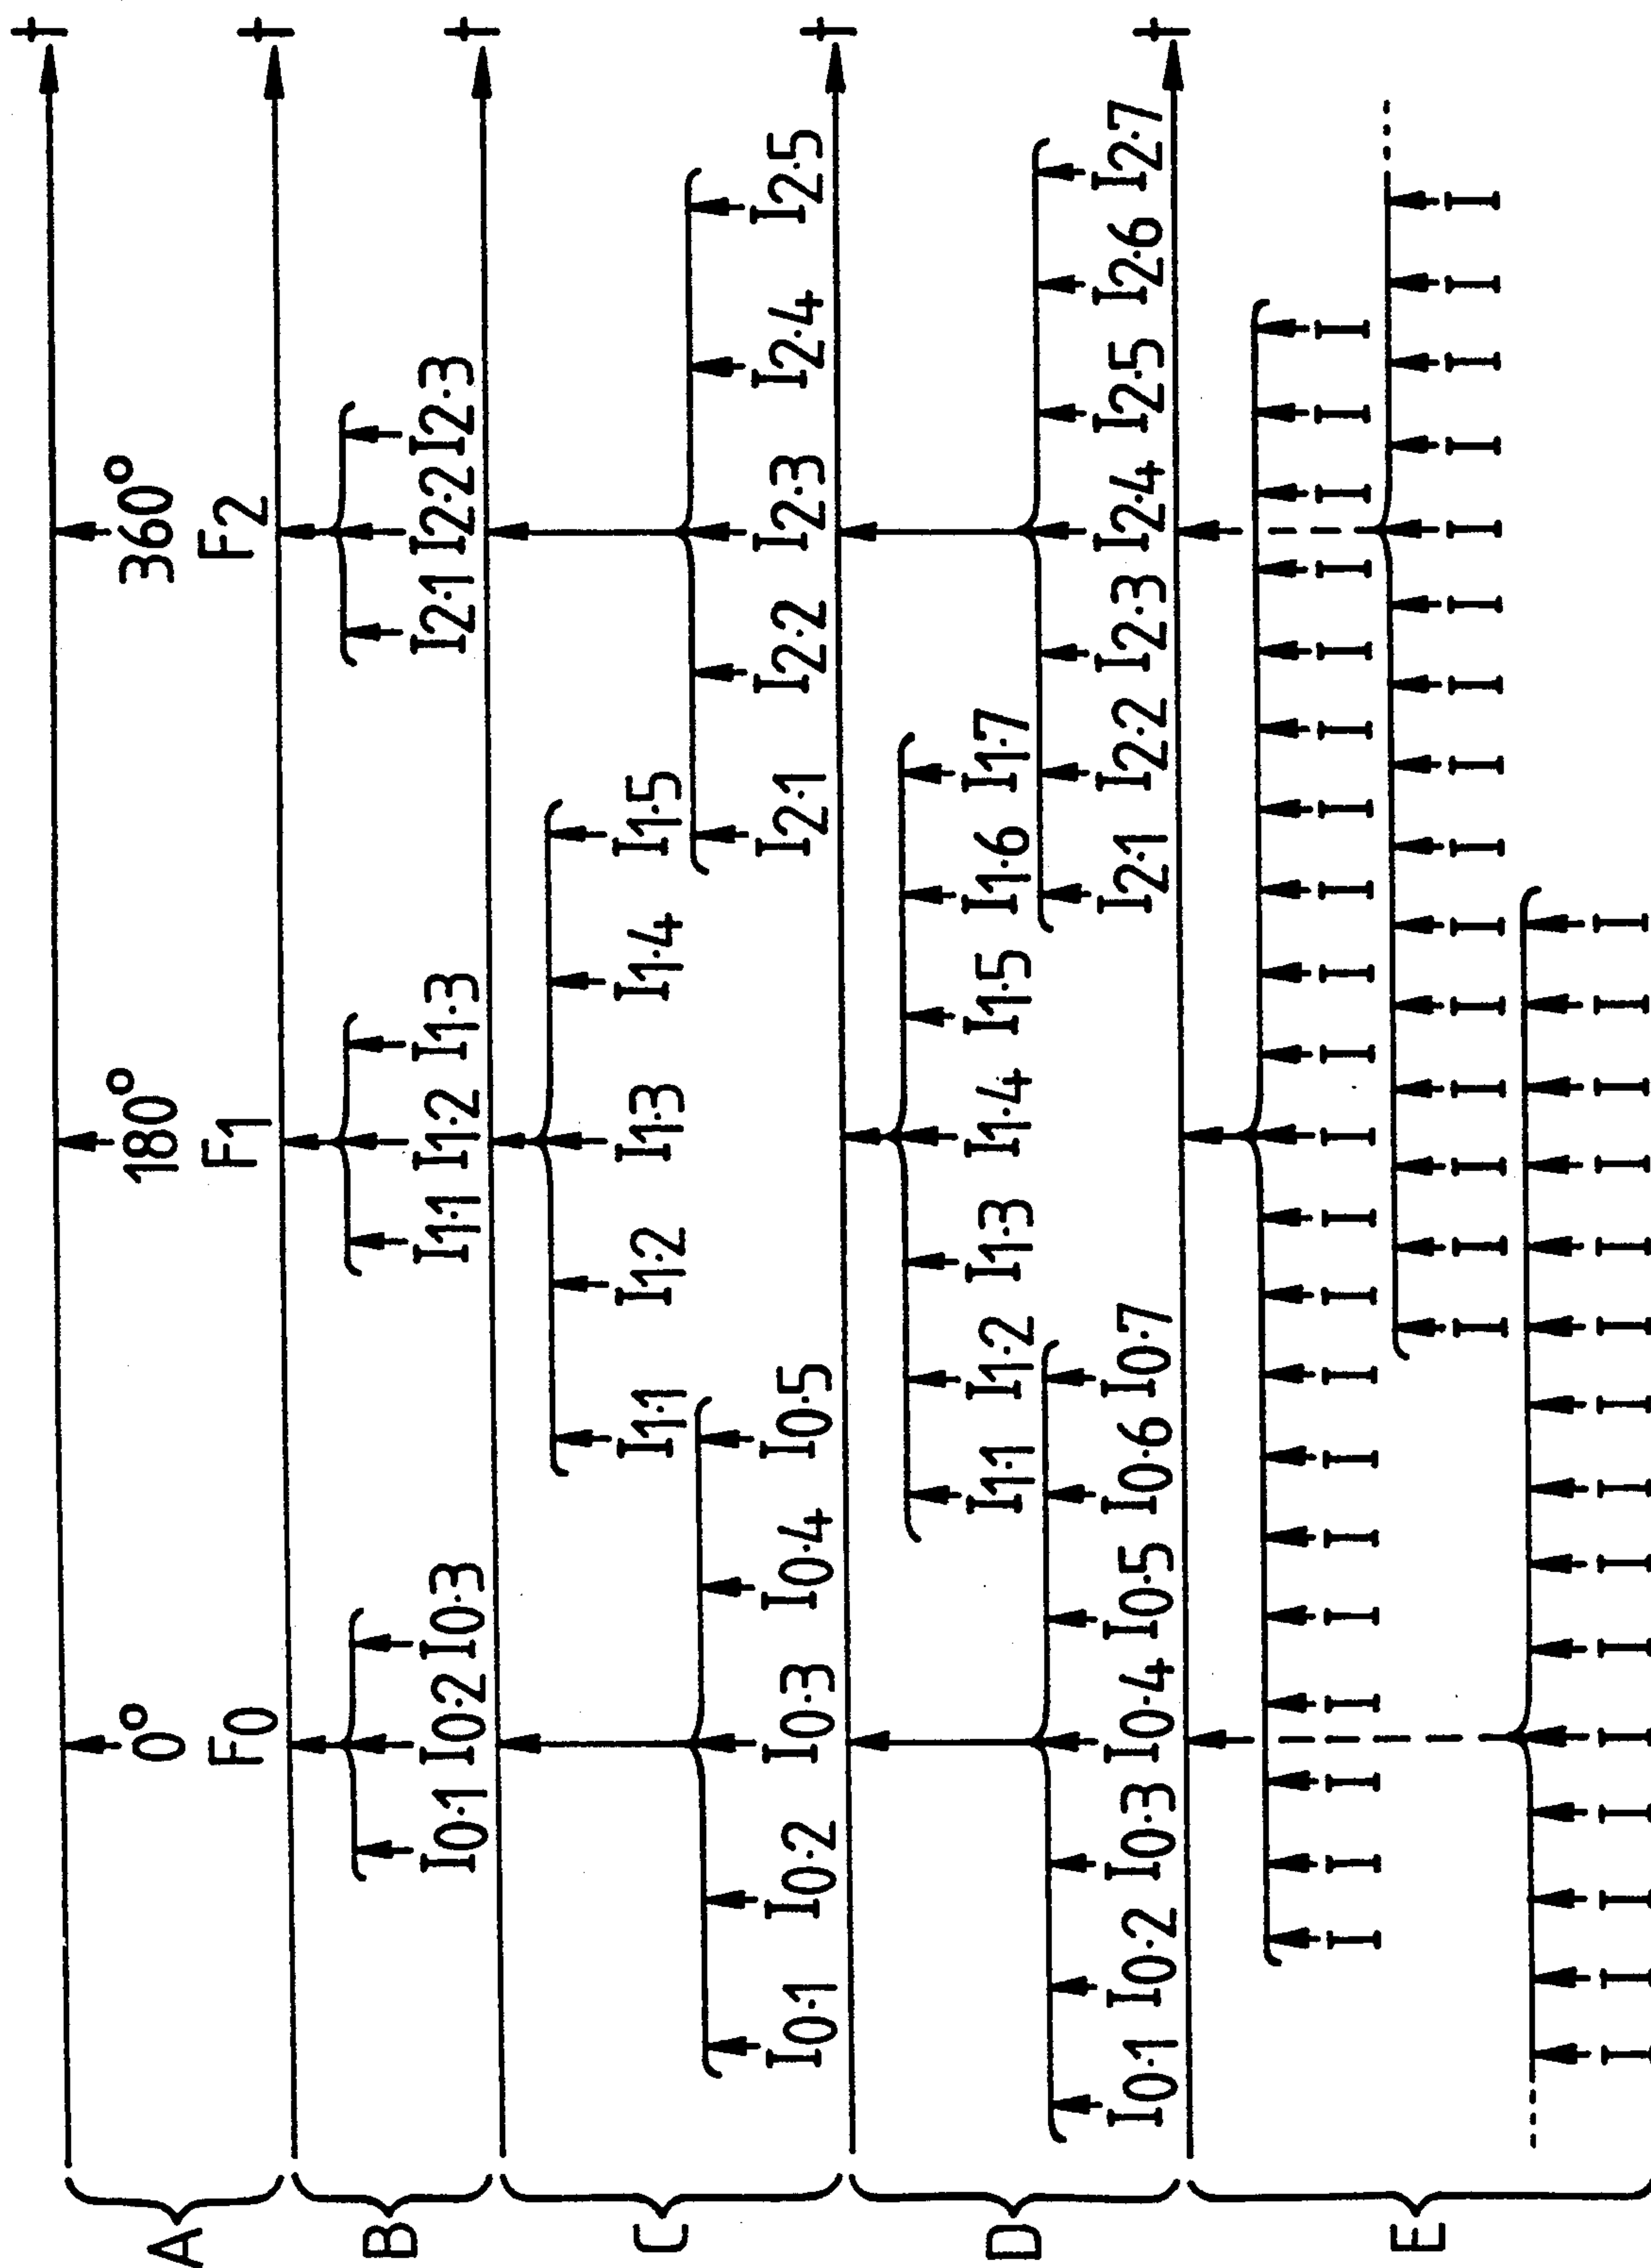 t
A
0° 180° 360°
F0 F1 F2
t
B
I0·1 I0·2 I0·3 I1·1 I1·2 I1·3 I2·1 I2·2 I2·3
t
I1·1 I1·2 I1·3 I1·4 I1·5
C
I0·1 I0·2 I0·3 I0·4 I0·5 I2·1 I2·2 I2·3 I2·4 I2·5
t
I1·1 I1·2 I1·3 I1·4 I1·5 I1·6 I1·7
D
I0·1 I0·2 I0·3 I0·4 I0·5 I0·6 I0·7 I2·1 I2·2 I2·3 I2·4 I2·5 I2·6 I2·7
t
I I I I I I I I I I I I I I I I I I I I I
E
I I I I I I I I I I I I I I I
I I I I I I I I I I I I I I I